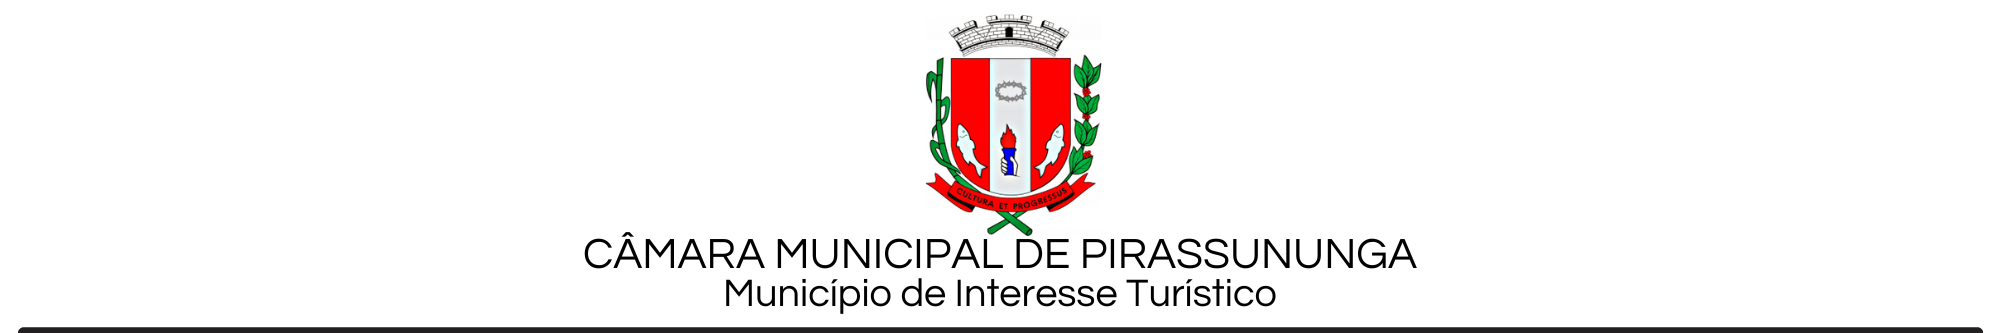 CULTURA ET PROGRESSUS
CÂMARA MUNICIPAL DE PIRASSUNUNGA
Município de Interesse Turístico